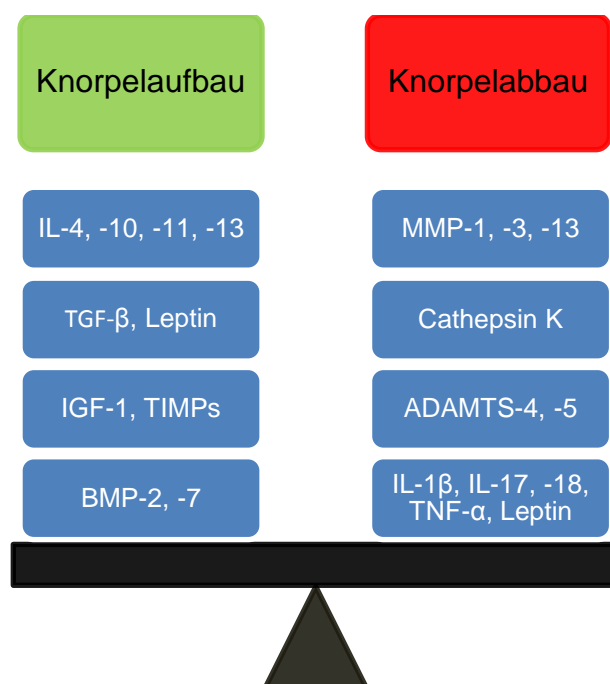 Knorpelaufbau
IL-4, -10, -11, -13
TGF-β, Leptin
IGF-1, TIMPs
BMP-2, -7
Knorpelabbau
MMP-1, -3, -13
Cathepsin K
ADAMTS-4, -5
IL-1β, IL-17, -18,
TNF-α, Leptin